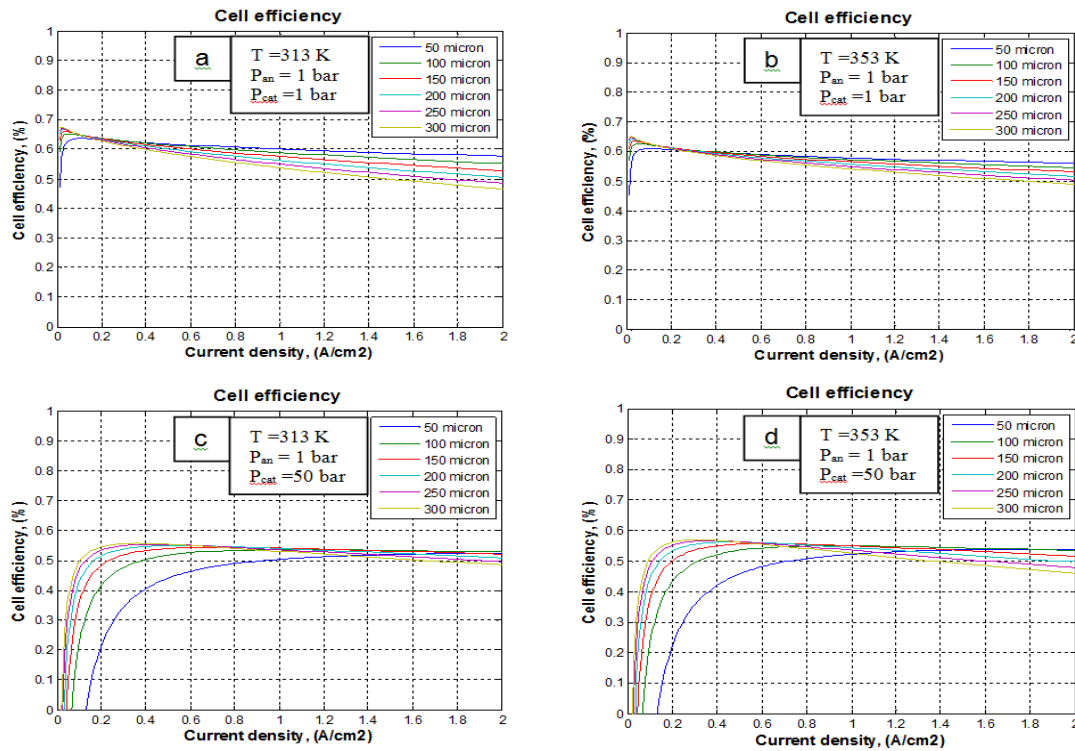 Cell efficiency
a
T =313 K
P_an = 1 bar
P_cat =1 bar
50 micron
100 micron
150 micron
200 micron
250 micron
300 micron
Cell efficiency, (%)
1
0.9
0.8
0.7
0.6
0.5
0.4
0.3
0.2
0.1
0
0 0.2 0.4 0.6 0.8 1 1.2 1.4 1.6 1.8 2
Current density, (A/cm2)
Cell efficiency
b
T =353 K
P_an = 1 bar
P_cat =1 bar
50 micron
100 micron
150 micron
200 micron
250 micron
300 micron
Cell efficiency, (%)
1
0.9
0.8
0.7
0.6
0.5
0.4
0.3
0.2
0.1
0
0 0.2 0.4 0.6 0.8 1 1.2 1.4 1.6 1.8 2
Current density, (A/cm2)
Cell efficiency
c
T =313 K
P_an = 1 bar
P_cat =50 bar
50 micron
100 micron
150 micron
200 micron
250 micron
300 micron
Cell efficiency, (%)
1
0.9
0.8
0.7
0.6
0.5
0.4
0.3
0.2
0.1
0
0 0.2 0.4 0.6 0.8 1 1.2 1.4 1.6 1.8 2
Current density, (A/cm2)
Cell efficiency
d
T =353 K
P_an = 1 bar
P_cat =50 bar
50 micron
100 micron
150 micron
200 micron
250 micron
300 micron
Cell efficiency, (%)
1
0.9
0.8
0.7
0.6
0.5
0.4
0.3
0.2
0.1
0
0 0.2 0.4 0.6 0.8 1 1.2 1.4 1.6 1.8 2
Current density, (A/cm2)